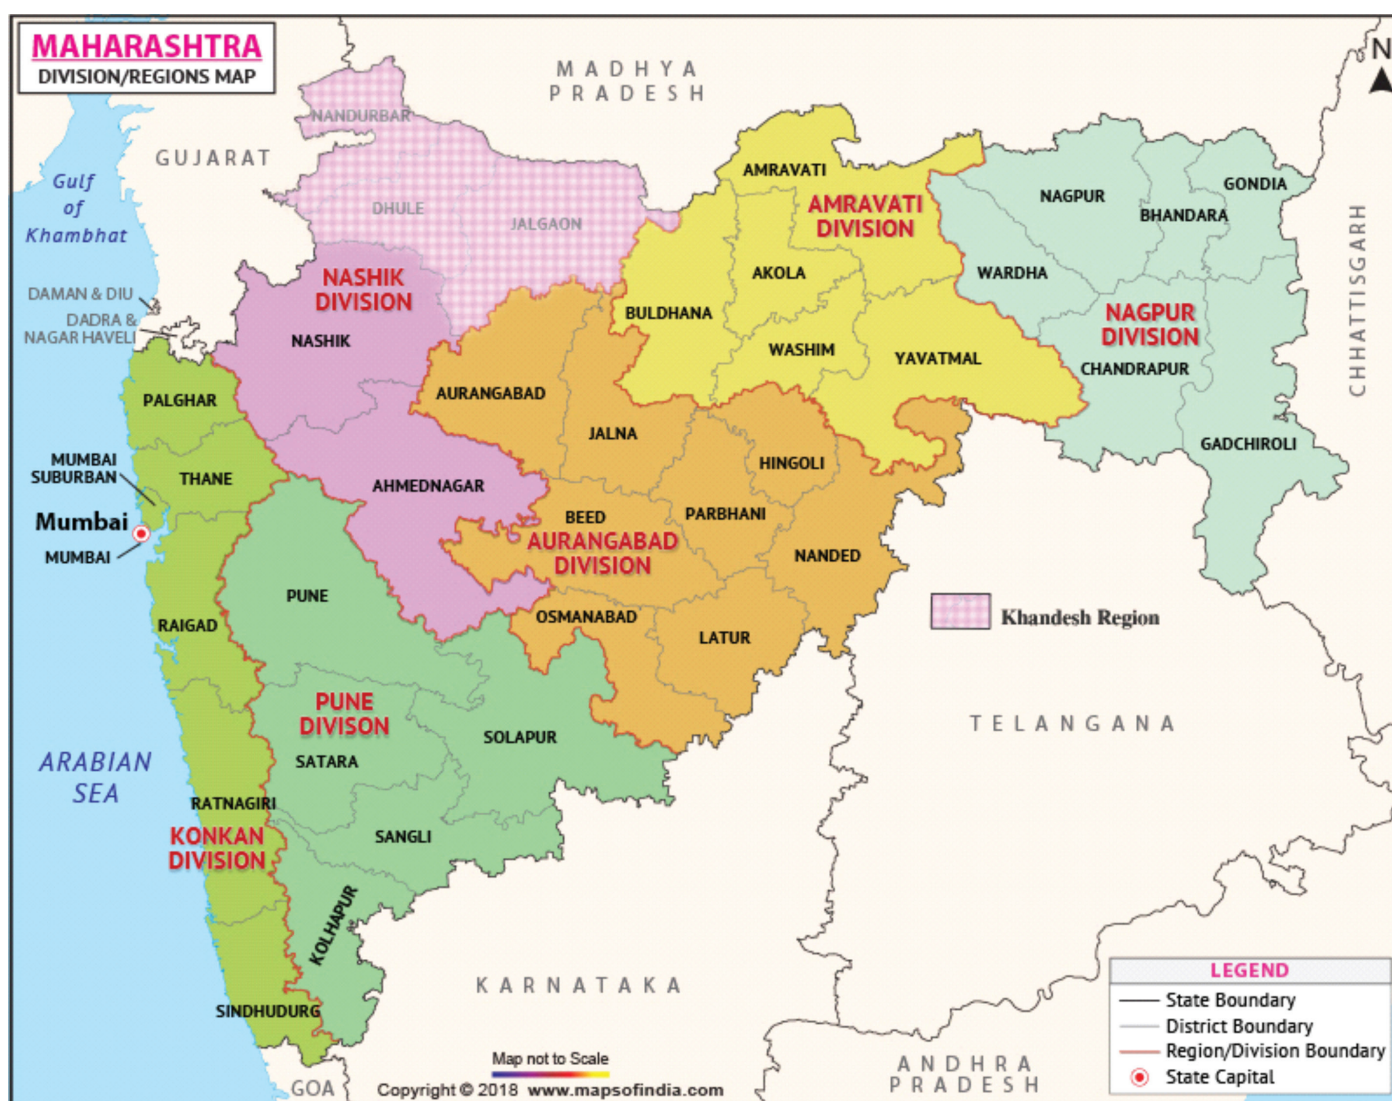 MAHARASHTRA
DIVISION/REGIONS MAP
N
MADHYA
PRADESH
GUJARAT
Gulf
of
Khambhat
NANDURBAR
DHULE
JALGAON
AMRAVATI
AMRAVATI
DIVISION
NAGPUR
BHANDARA
GONDIA
CHHATTISGARH
DAMAN & DIU
DADRA &
NAGAR HAVELI
NASHIK
DIVISION
NASHIK
BULDHANA
AKOLA
WASHIM
YAVATMAL
WARDHA
NAGPUR
DIVISION
CHANDRAPUR
GADCHIROLI
PALGHAR
AURANGABAD
JALNA
HINGOLI
MUMBAI
SUBURBAN
THANE
AHMEDNAGAR
Mumbai
MUMBAI
BEED
AURANGABAD
DIVISION
PARBHANI
NANDED
PUNE
OSMANABAD
LATUR
RAIGAD
Khandesh Region
PUNE
DIVISON
SATARA
SOLAPUR
TELANGANA
ARABIAN
SEA
RATNAGIRI
KONKAN
DIVISION
SANGLI
KOLHAPUR
SINDHUDURG
KARNATAKA
GOA
ANDHRA
PRADESH
LEGEND
State Boundary
District Boundary
Region/Division Boundary
State Capital
Map not to Scale
Copyright © 2018 www.mapsofindia.com